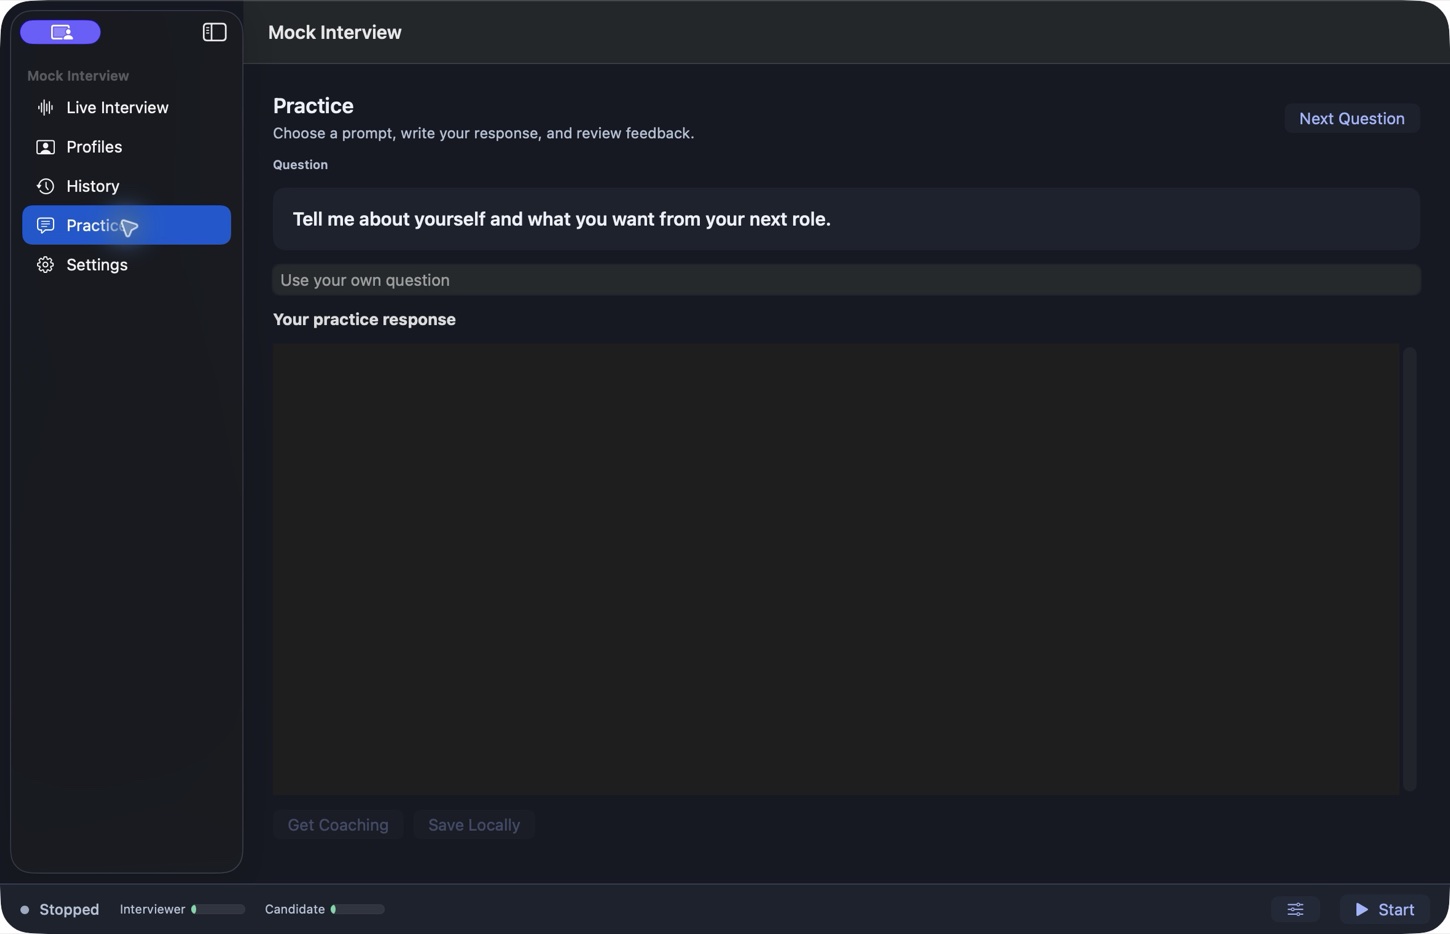 Mock Interview
Mock Interview
Live Interview
Profiles
History
Practice
Settings
Practice
Choose a prompt, write your response, and review feedback.
Next Question
Question
Tell me about yourself and what you want from your next role.
Use your own question
Your practice response
Get Coaching
Save Locally
Stopped
Interviewer
Candidate
Start